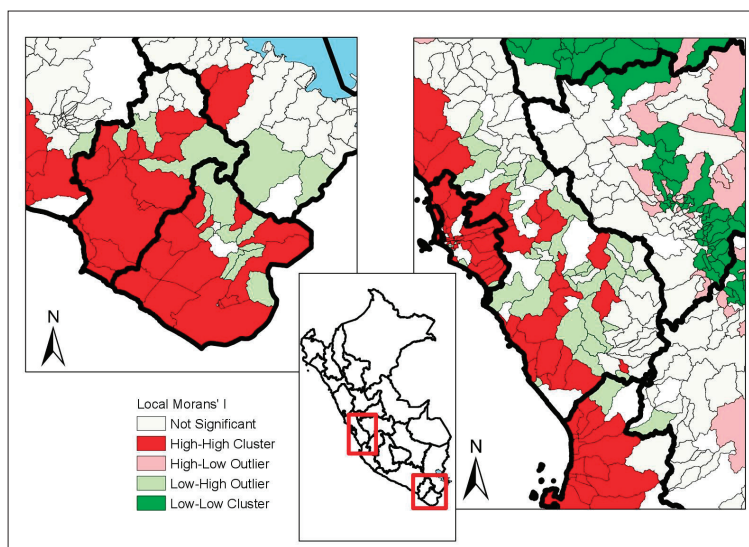 N
N
Local Morans' I
Not Significant
High-High Cluster
High-Low Outlier
Low-High Outlier
Low-Low Cluster
N